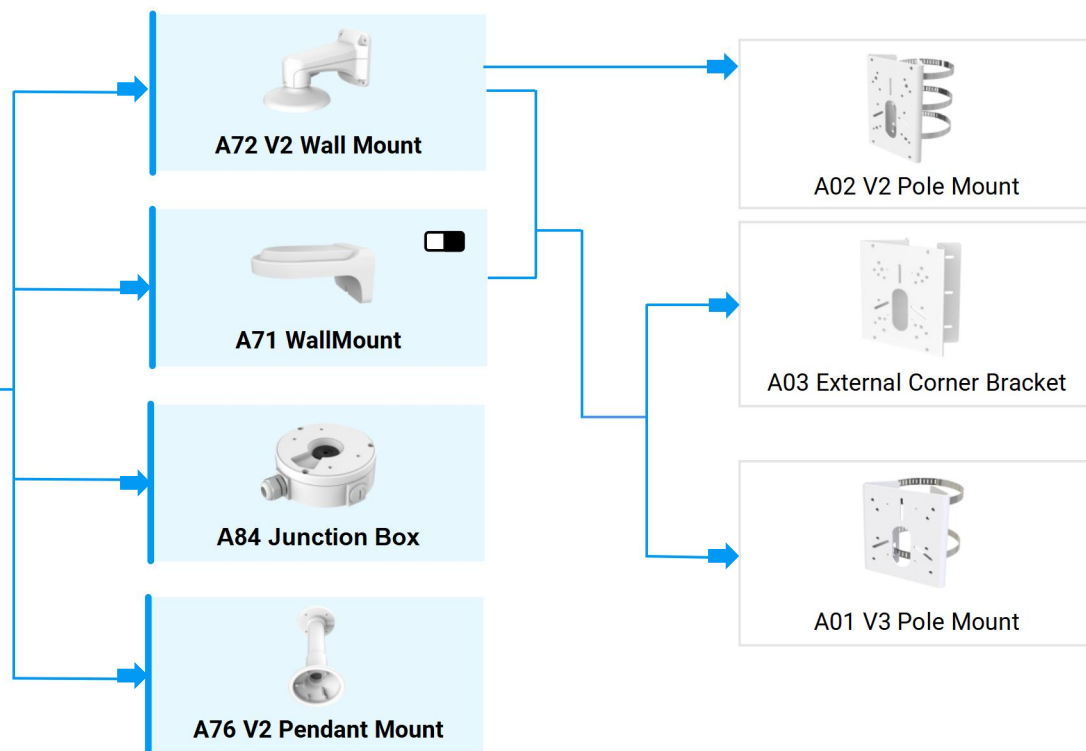 A72 V2 Wall Mount
A02 V2 Pole Mount
A71 WallMount
A03 External Corner Bracket
A84 Junction Box
A01 V3 Pole Mount
A76 V2 Pendant Mount